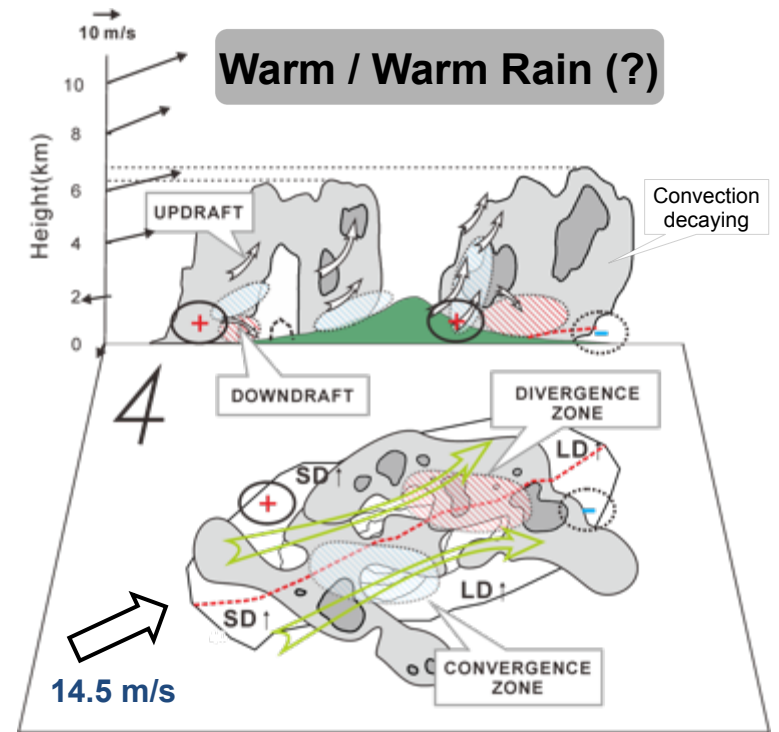 10 m/s
Warm / Warm Rain (?)
Height(km)
10
8
6
4
2
0
UPDRAFT
Convection
decaying
+
+
-
DOWNDRAFT
4
DIVERGENCE
ZONE
SD↑
LD↑
+
-
SD↑
LD↑
CONVERGENCE
ZONE
14.5 m/s